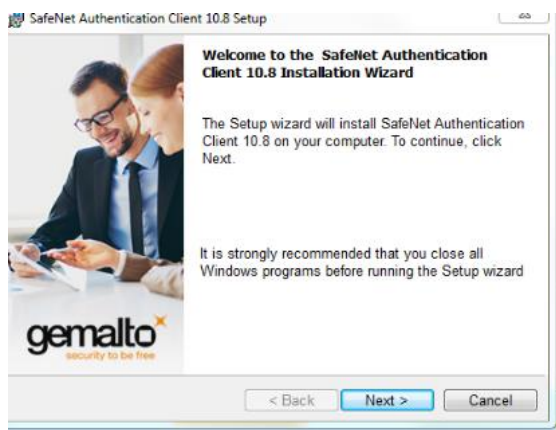 SafeNet Authentication Client 10.8 Setup
Welcome to the SafeNet Authentication
Client 10.8 Installation Wizard
The Setup wizard will install SafeNet Authentication
Client 10.8 on your computer. To continue, click
Next.
It is strongly recommended that you close all
Windows programs before running the Setup wizard
gemalto
security to be free
< Back
Next >
Cancel